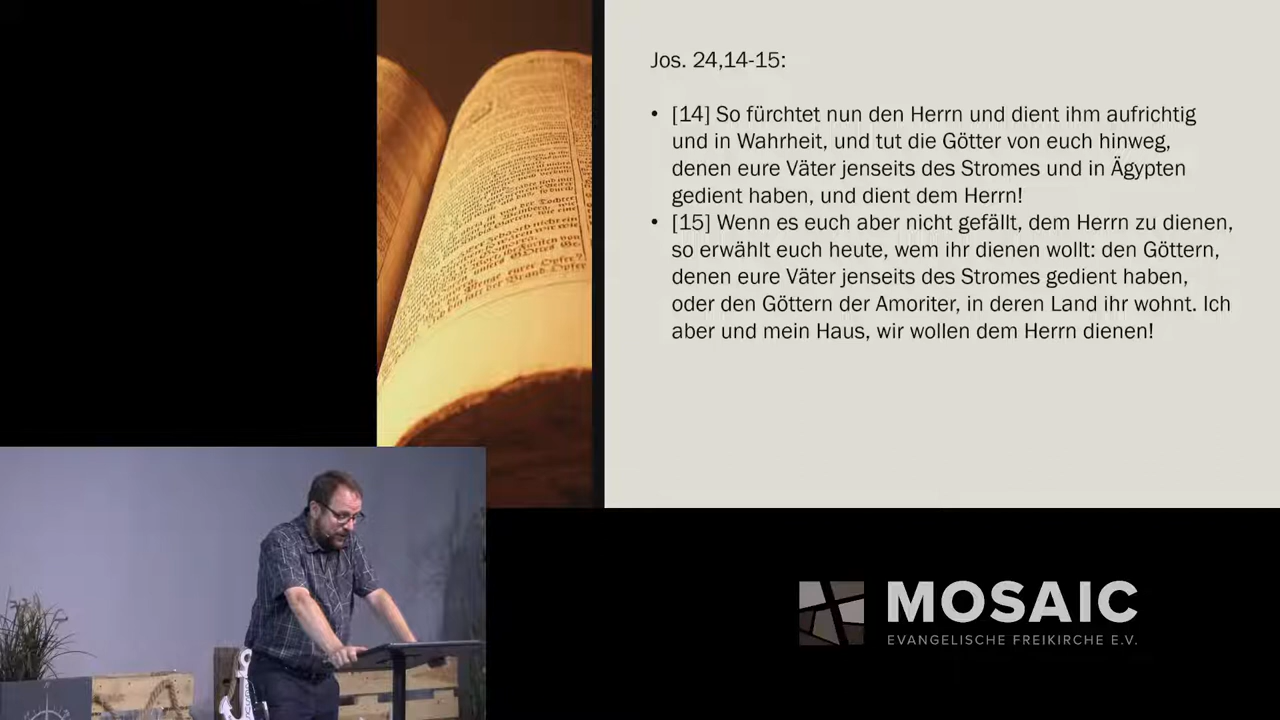 Jos. 24,14-15:
• [14] So fürchtet nun den Herrn und dient ihm aufrichtig
und in Wahrheit, und tut die Götter von euch hinweg,
denen eure Väter jenseits des Stromes und in Ägypten
gedient haben, und dient dem Herrn!
• [15] Wenn es euch aber nicht gefällt, dem Herrn zu dienen,
so erwählt euch heute, wem ihr dienen wollt: den Göttern,
denen eure Väter jenseits des Stromes gedient haben,
oder den Göttern der Amoriter, in deren Land ihr wohnt. Ich
aber und mein Haus, wir wollen dem Herrn dienen!
MOSAIC
EVANGELISCHE FREIKIRCHE E.V.